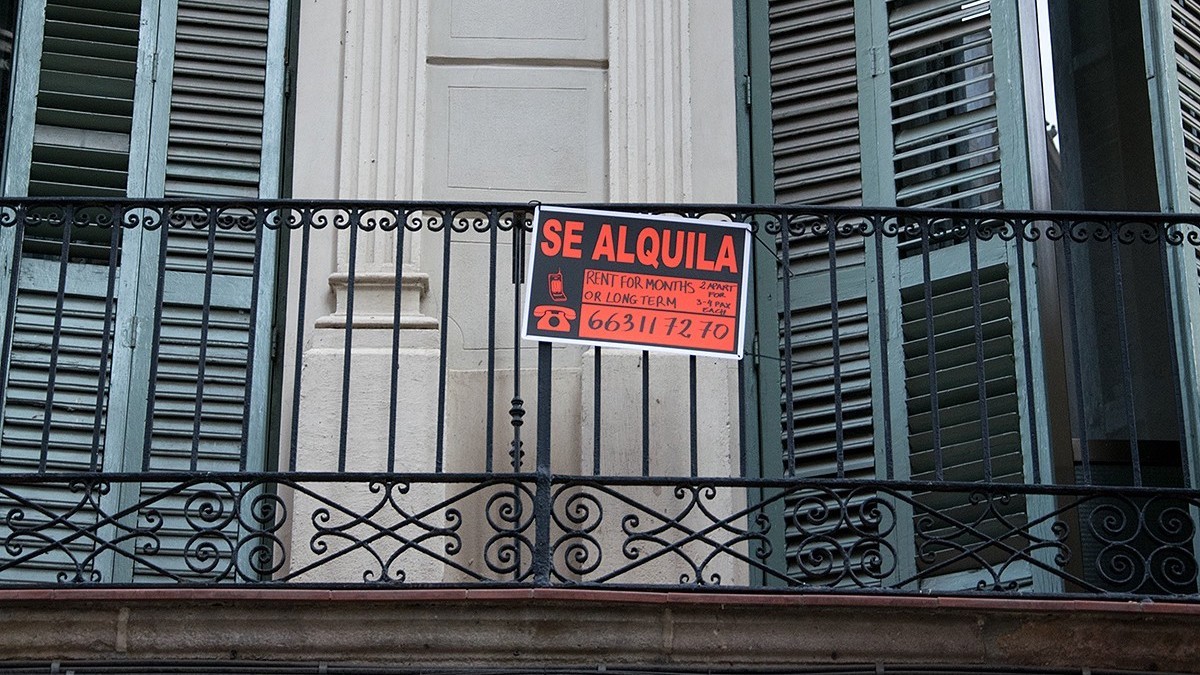 SE ALQUILA
RENT FOR MONTHS
OR LONG TERM
2 APART
FOR
3-4 PAX
EACH
663117270